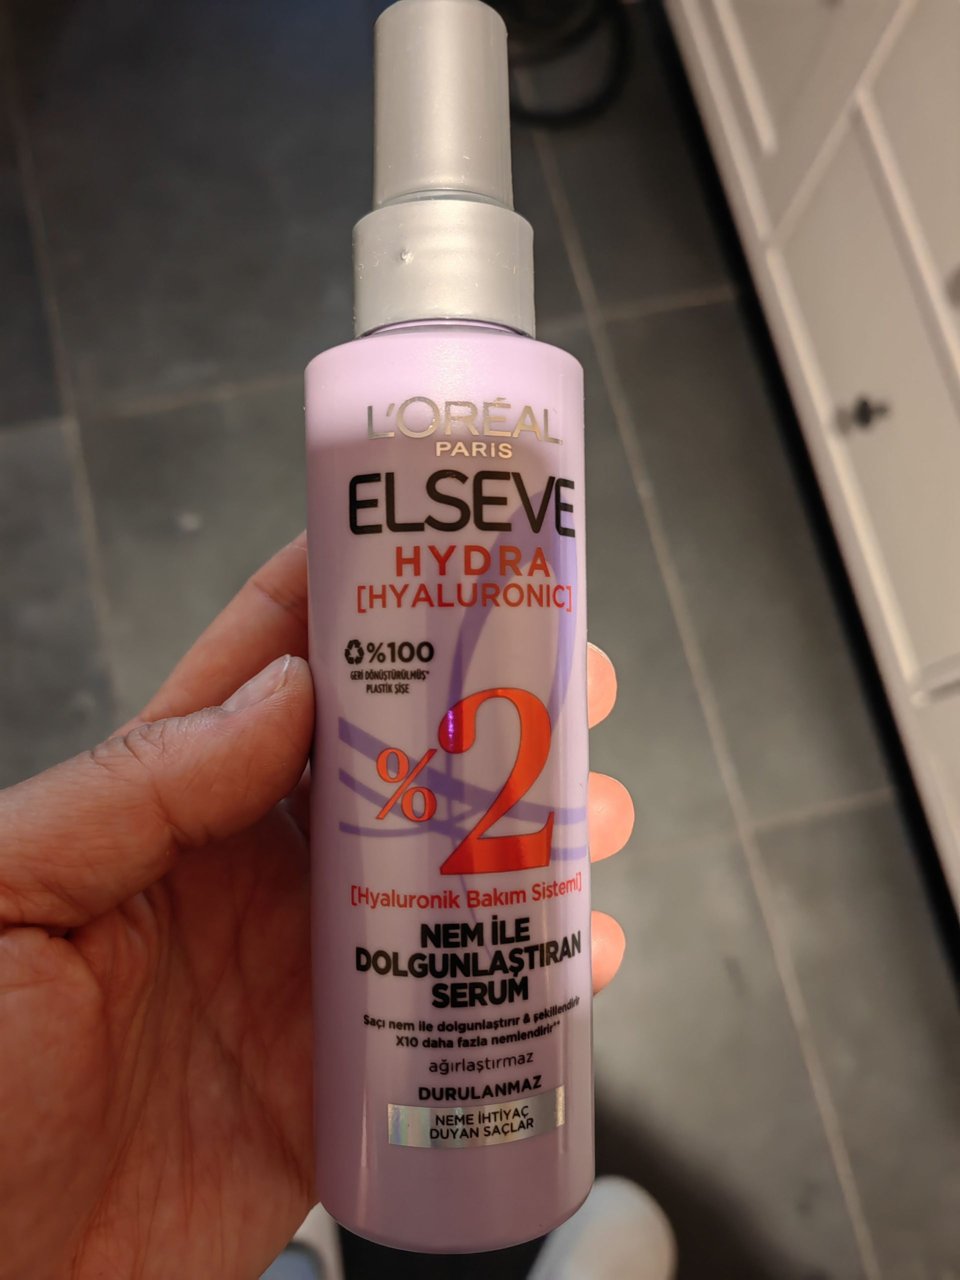 L'ORÉAL
PARIS
ELSEVE
HYDRA
[HYALURONIC]
%100
GERİ DÖNÜŞTÜRÜLMÜŞ*
PLASTİK ŞİŞE
%2
[Hyaluronik Bakım Sistemi]
NEM İLE
DOLGUNLAŞTIRAN
SERUM
Saçı nem ile dolgunlaştırır & şekillendirir
X10 daha fazla nemlendirir**
ağırlaştırmaz
DURULANMAZ
NEME İHTİYAÇ
DUYAN SAÇLAR